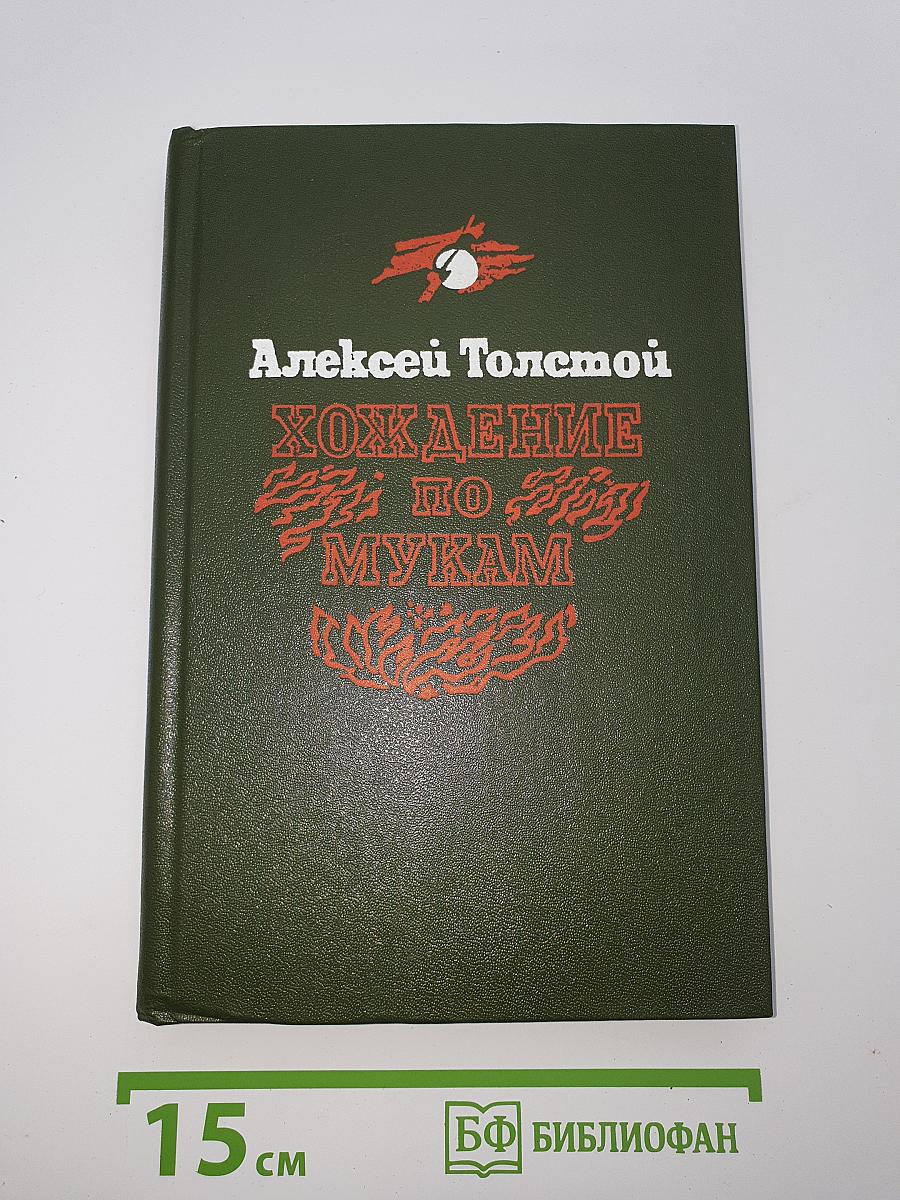 Алексей Толстой
ХОЖДЕНИЕ
ПО
МУКАМ
15 см
БФ БИБЛИОФАН